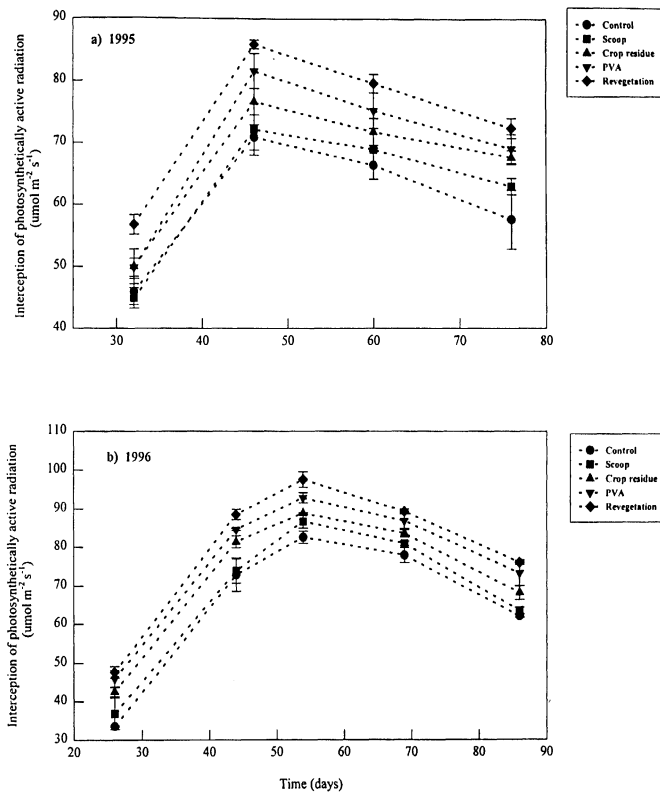 a) 1995
Interception of photosynthetically active radiation
(umol m⁻² s⁻¹)
90
80
70
60
50
40
30
40
50
60
70
80
Control
Scoop
Crop residue
PVA
Revegetation
b) 1996
Interception of photosynthetically active radiation
(umol m⁻² s⁻¹)
110
100
90
80
70
60
50
40
30
20
30
40
50
60
70
80
90
Time (days)
Control
Scoop
Crop residue
PVA
Revegetation